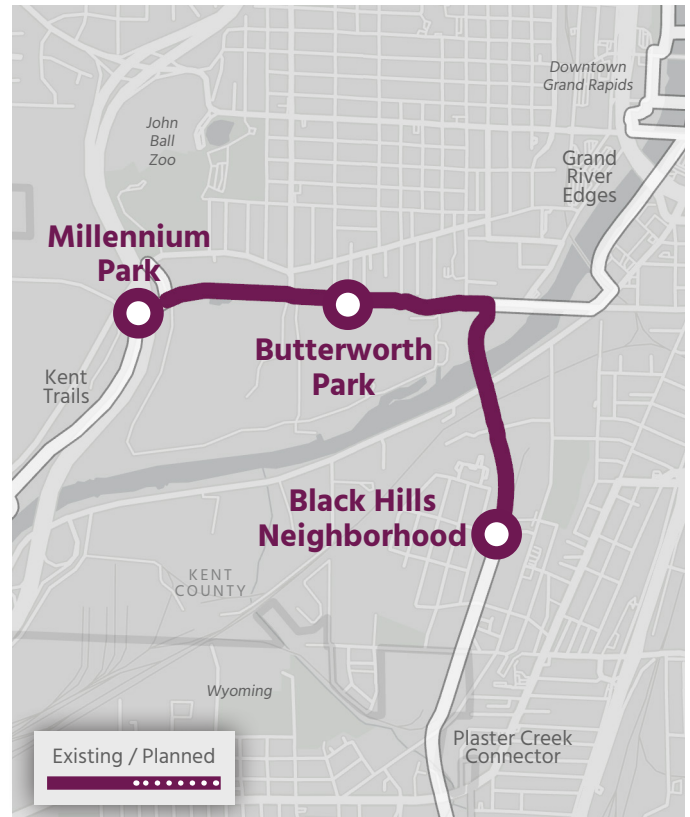 Downtown
Grand Rapids
John
Ball
Zoo
Grand
River
Edges
Millennium
Park
Butterworth
Park
Kent
Trails
Black Hills
Neighborhood
KENT
COUNTY
Wyoming
Plaster Creek
Connector
Existing / Planned